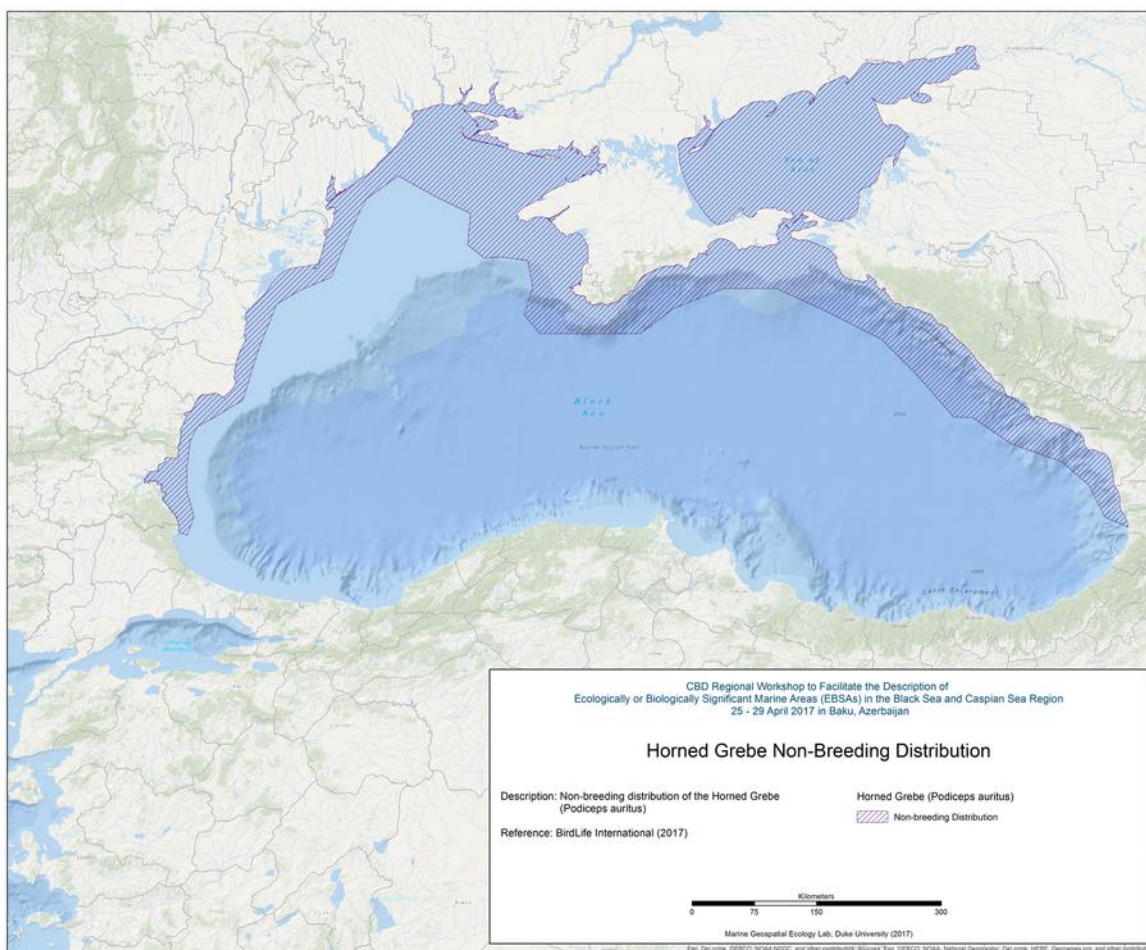 Sea of
Azov
Black
Sea
CBD Regional Workshop to Facilitate the Description of
Ecologically or Biologically Significant Marine Areas (EBSAs) in the Black Sea and Caspian Sea Region
25 - 29 April 2017 in Baku, Azerbaijan
Horned Grebe Non-Breeding Distribution
Description: Non-breeding distribution of the Horned Grebe
(Podiceps auritus)
Reference: BirdLife International (2017)
Horned Grebe (Podiceps auritus)
Non-breeding Distribution
Kilometers
0 75 150 300
Marine Geospatial Ecology Lab, Duke University (2017)